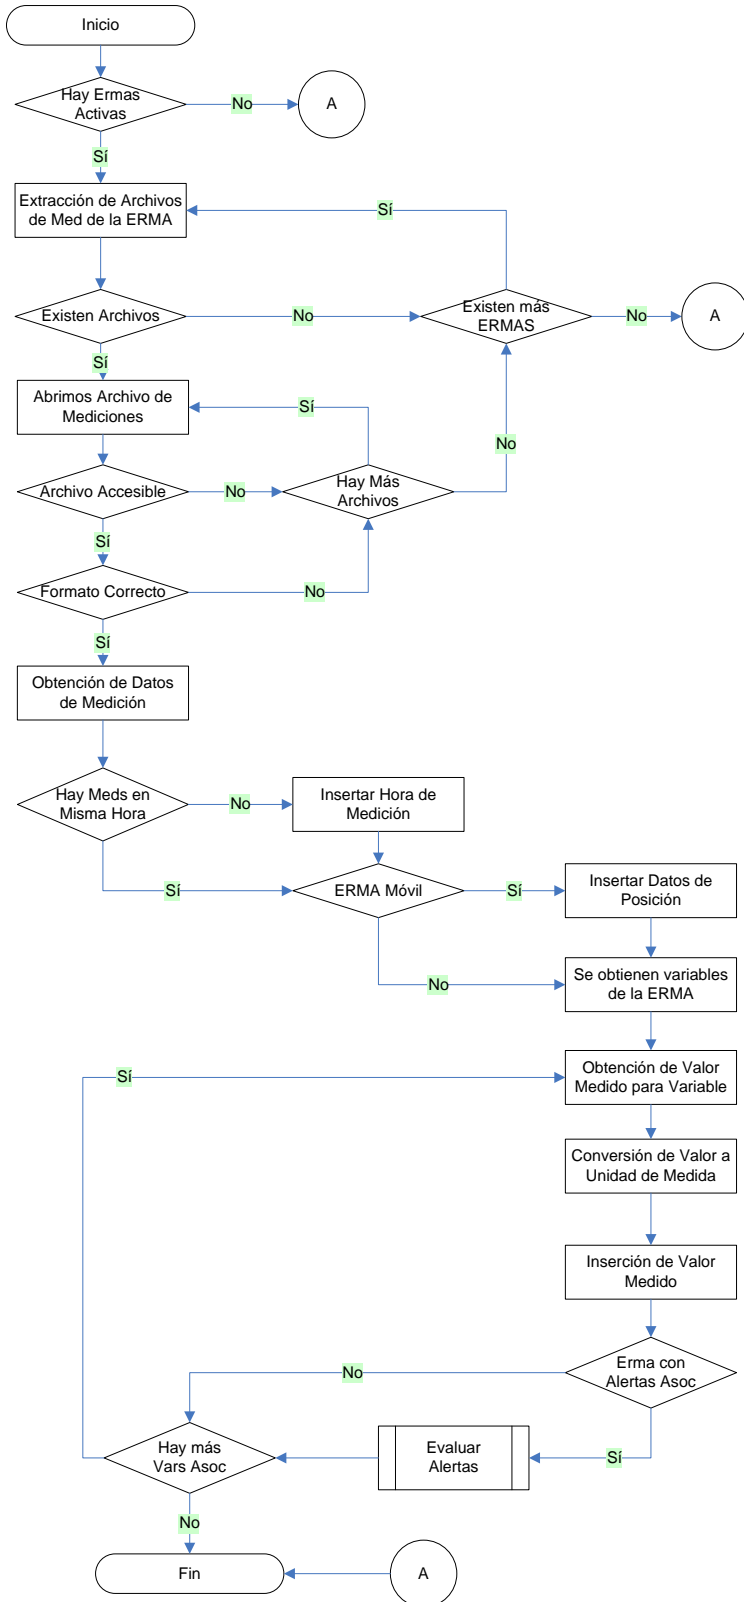 Inicio
Hay Ermas
Activas
No
A
Sí
Extracción de Archivos
de Med de la ERMA
Sí
Existen Archivos
No
Existen más
ERMAS
No
A
Sí
Abrimos Archivo de
Mediciones
Sí
No
Archivo Accesible
No
Hay Más
Archivos
Sí
Formato Correcto
No
Sí
Obtención de Datos
de Medición
Hay Meds en
Misma Hora
No
Insertar Hora de
Medición
Sí
ERMA Móvil
Sí
Insertar Datos de
Posición
No
Se obtienen variables
de la ERMA
Sí
Obtención de Valor
Medido para Variable
Conversión de Valor a
Unidad de Medida
Inserción de Valor
Medido
Erma con
Alertas Asoc
No
Sí
Evaluar
Alertas
Hay más
Vars Asoc
No
Fin
A